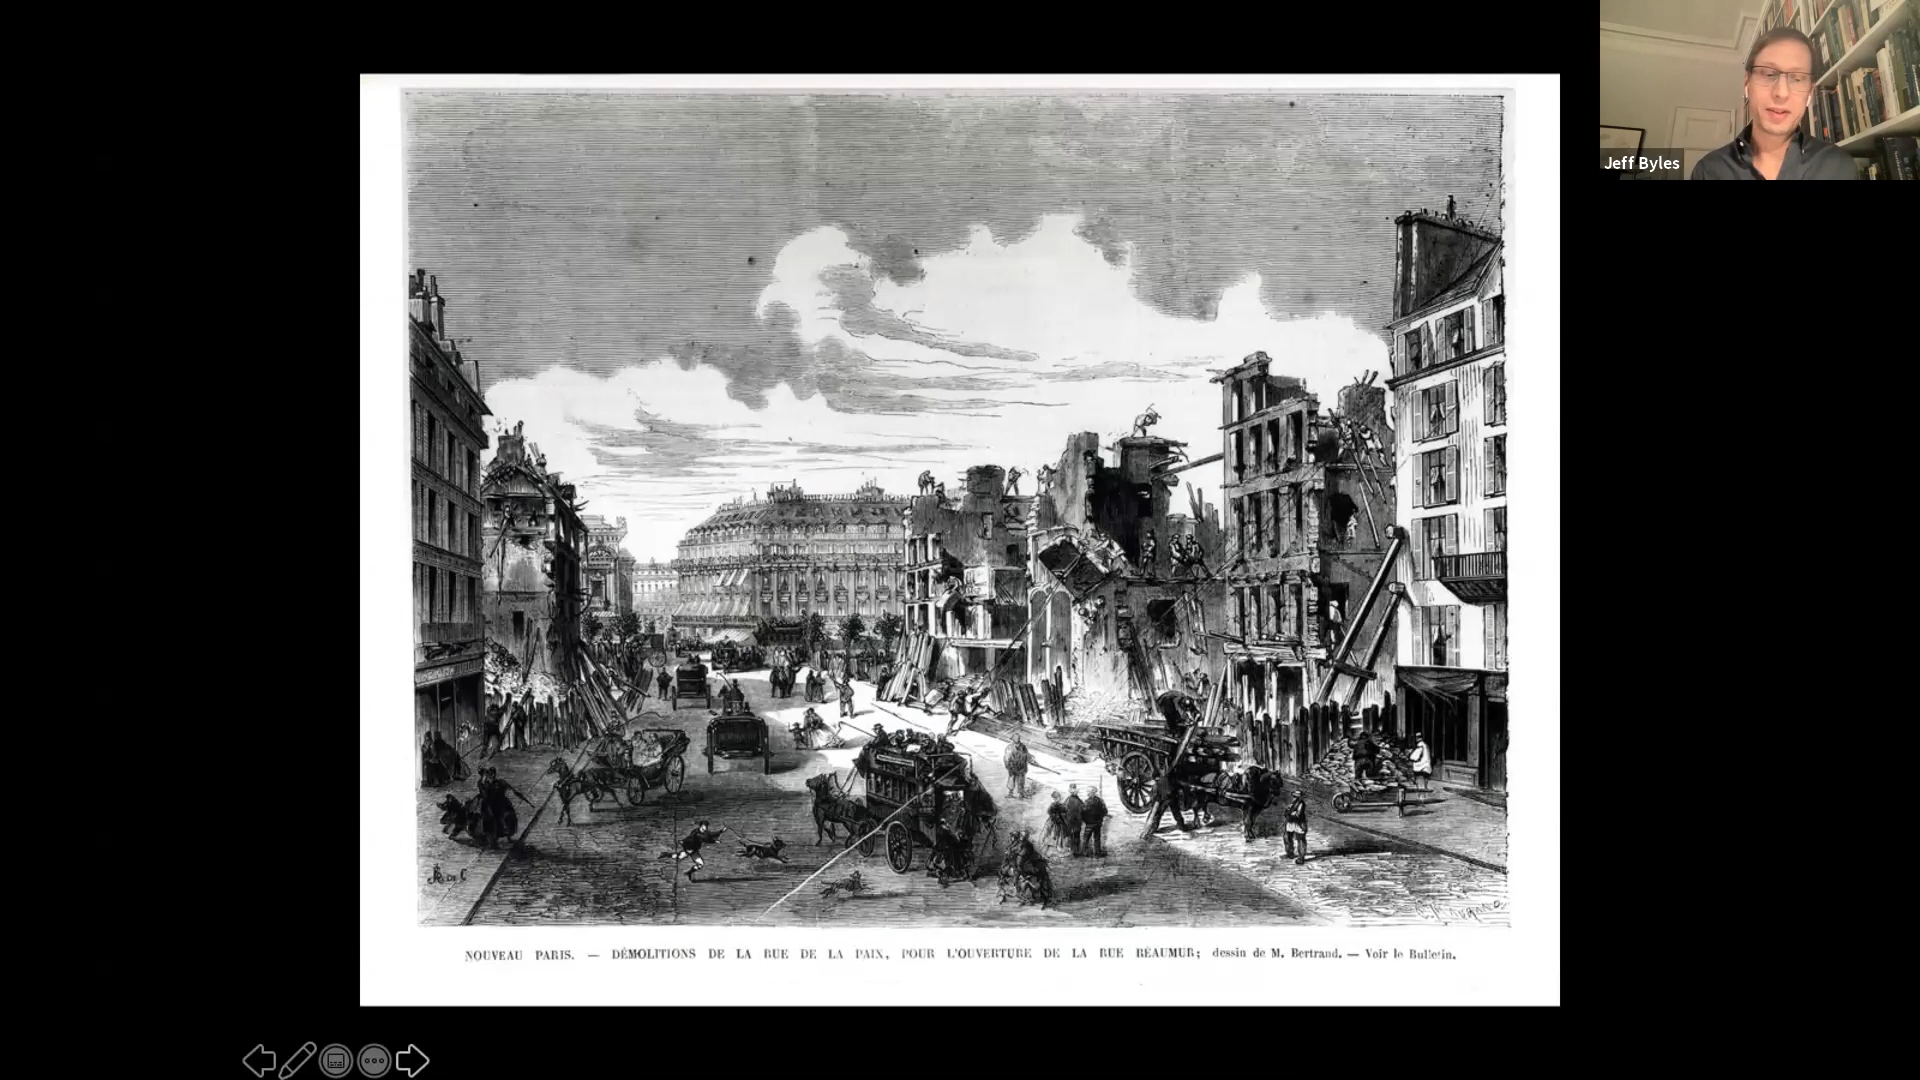 Jeff Byles
NOUVEAU PARIS. — DÉMOLITIONS DE LA RUE DE LA PAIX, POUR L'OUVERTURE DE LA RUE RÉAUMUR; dessin de M. Bertrand. — Voir le Bulletin.